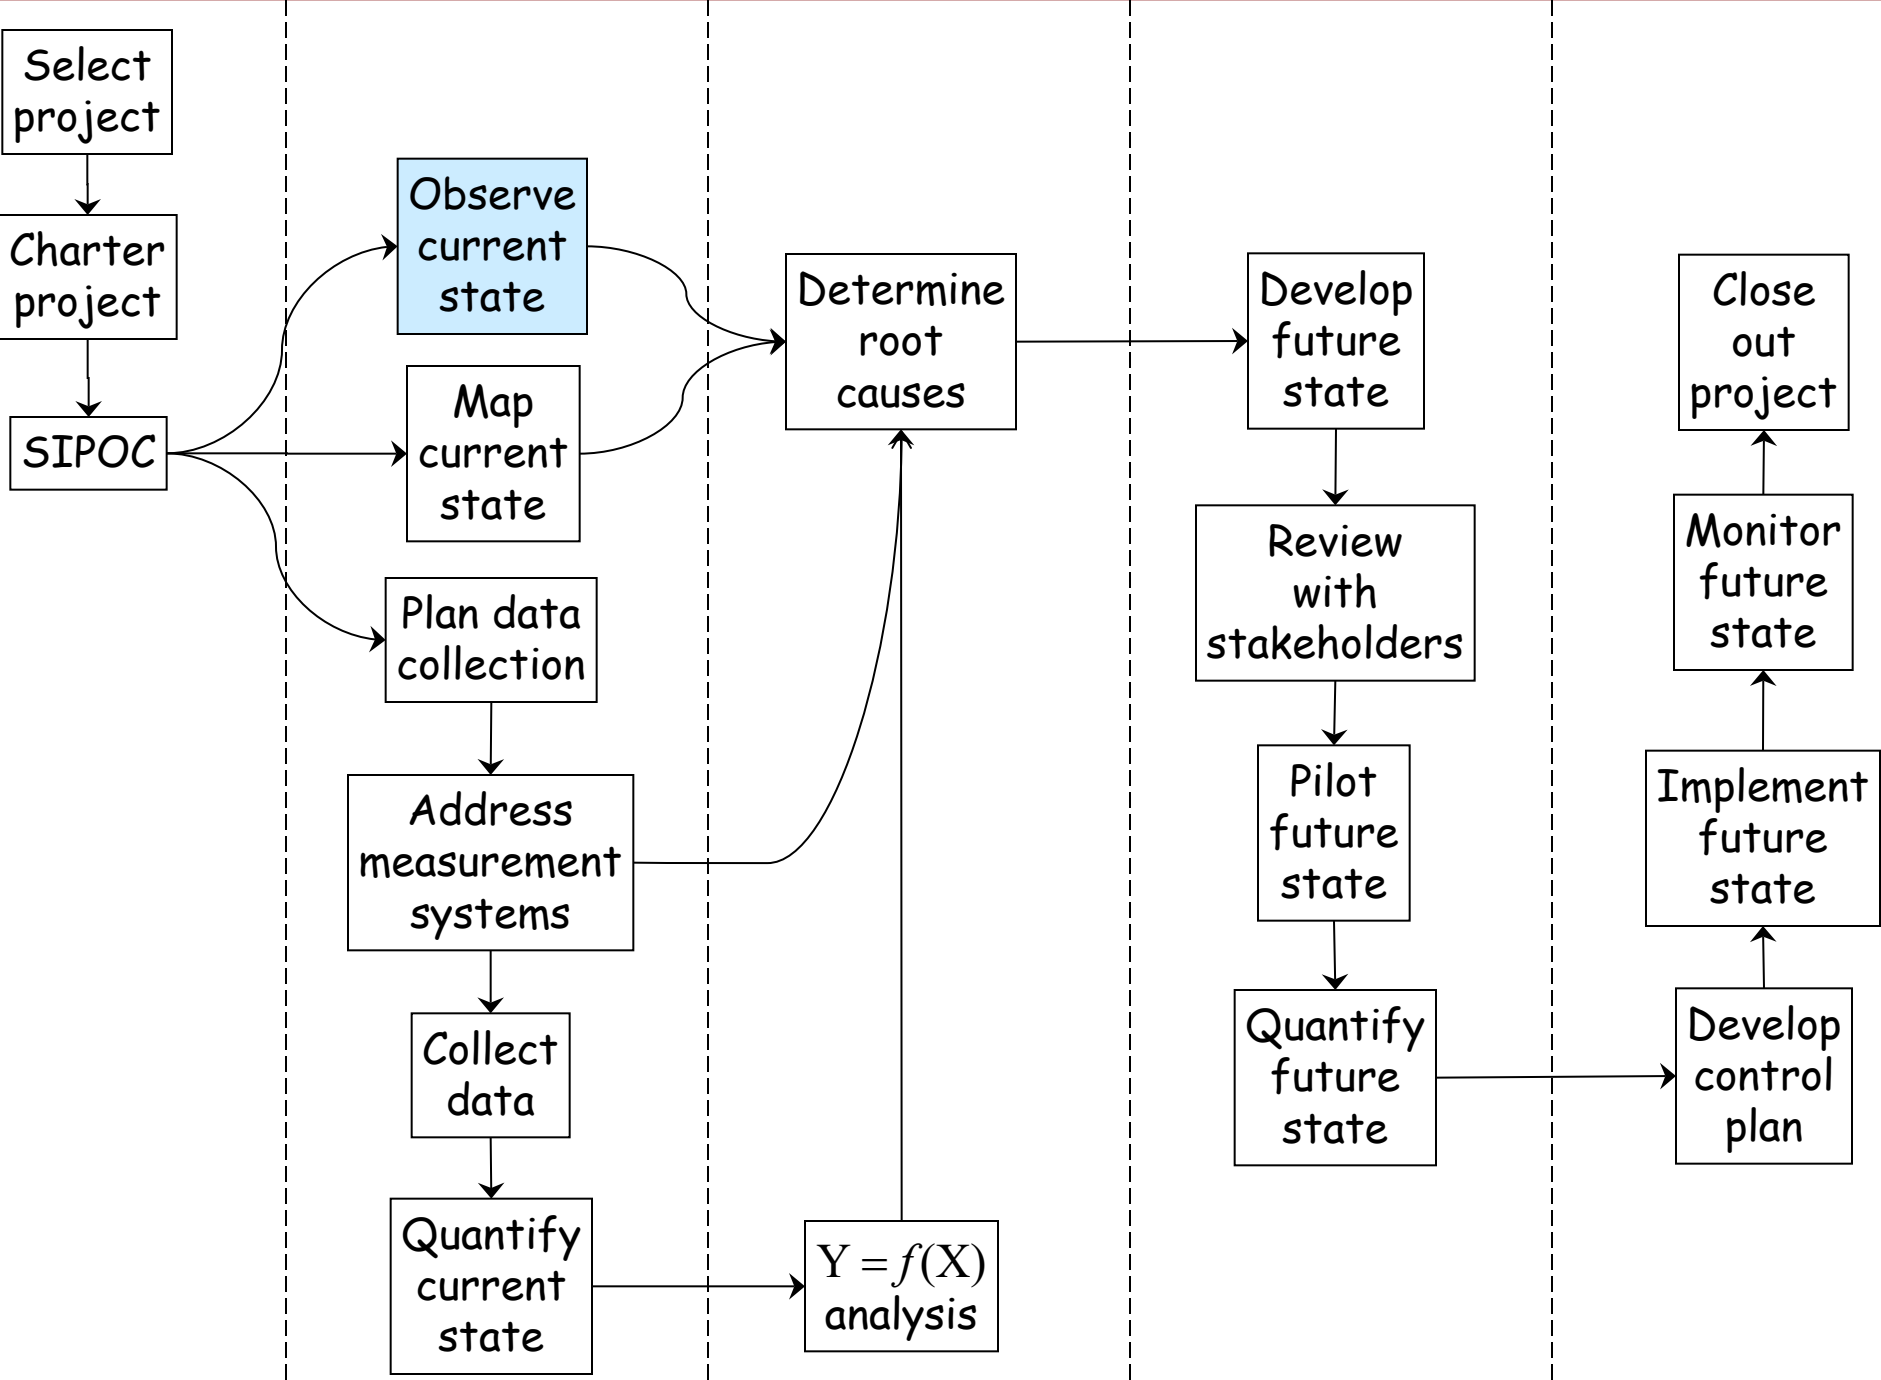 Select
project
Charter
project
SIPOC
Observe
current
state
Map
current
state
Plan data
collection
Address
measurement
systems
Collect
data
Quantify
current
state
Determine
root
causes
Y = f(X)
analysis
Develop
future
state
Review
with
stakeholders
Pilot
future
state
Quantify
future
state
Close
out
project
Monitor
future
state
Implement
future
state
Develop
control
plan